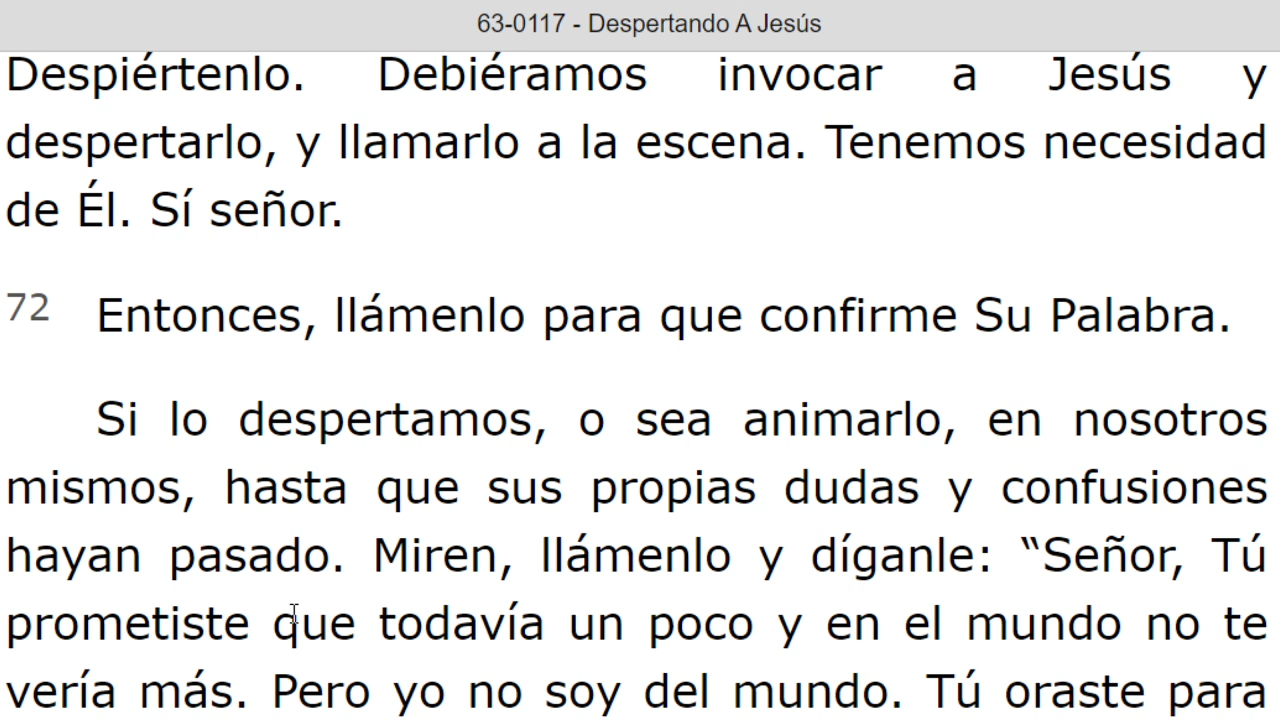 63-0117 - Despertando A Jesús
Despiértenlo. Debiéramos invocar a Jesús y
despertarlo, y llamarlo a la escena. Tenemos necesidad
de Él. Sí señor.
72 Entonces, llámenlo para que confirme Su Palabra.
Si lo despertamos, o sea animarlo, en nosotros
mismos, hasta que sus propias dudas y confusiones
hayan pasado. Miren, llámenlo y díganle: “Señor, Tú
prometiste que todavía un poco y en el mundo no te
vería más. Pero yo no soy del mundo. Tú oraste para